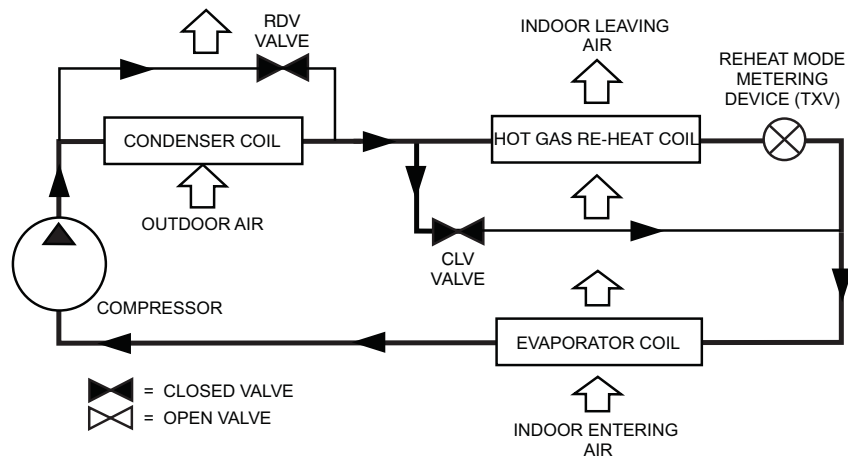 RDV
VALVE
INDOOR LEAVING
AIR
REHEAT MODE
METERING
DEVICE (TXV)
CONDENSER COIL
HOT GAS RE-HEAT COIL
OUTDOOR AIR
CLV
VALVE
COMPRESSOR
EVAPORATOR COIL
= CLOSED VALVE
= OPEN VALVE
INDOOR ENTERING
AIR